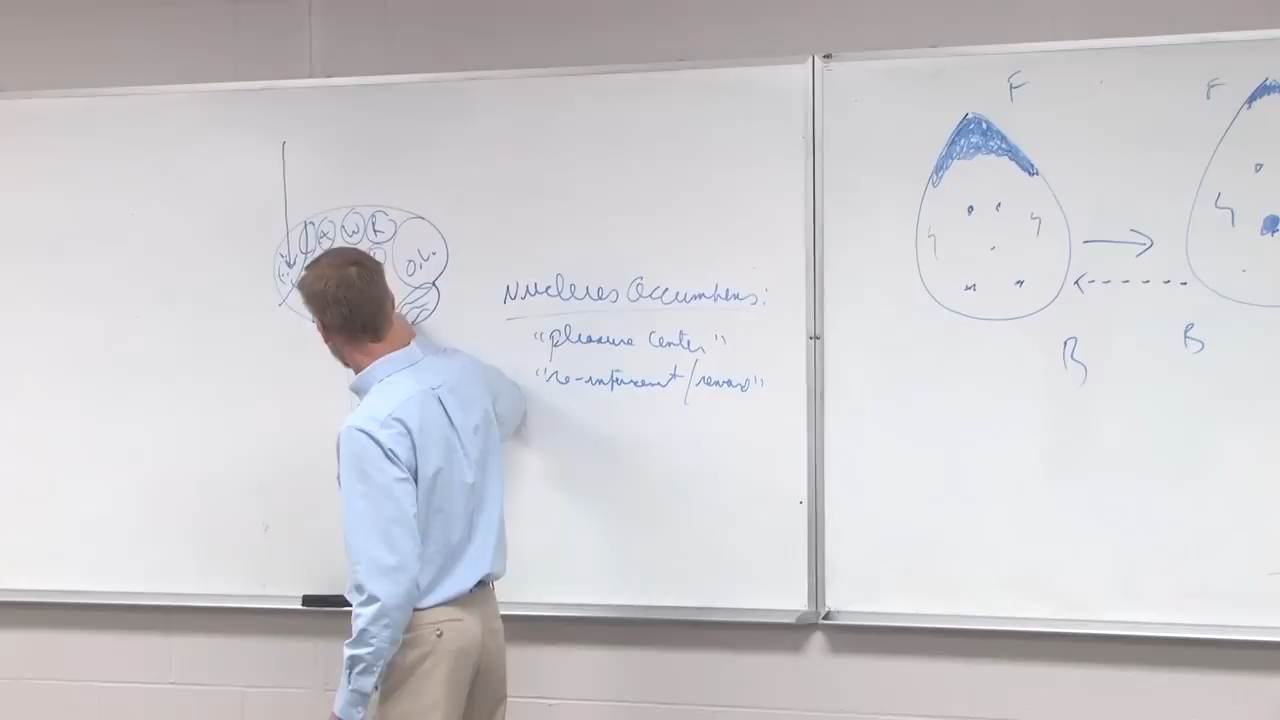 A W R
O.L.
Nucleus Accumbens:
"pleasure center"
"re-inforcement/reward"
F
F
B
B